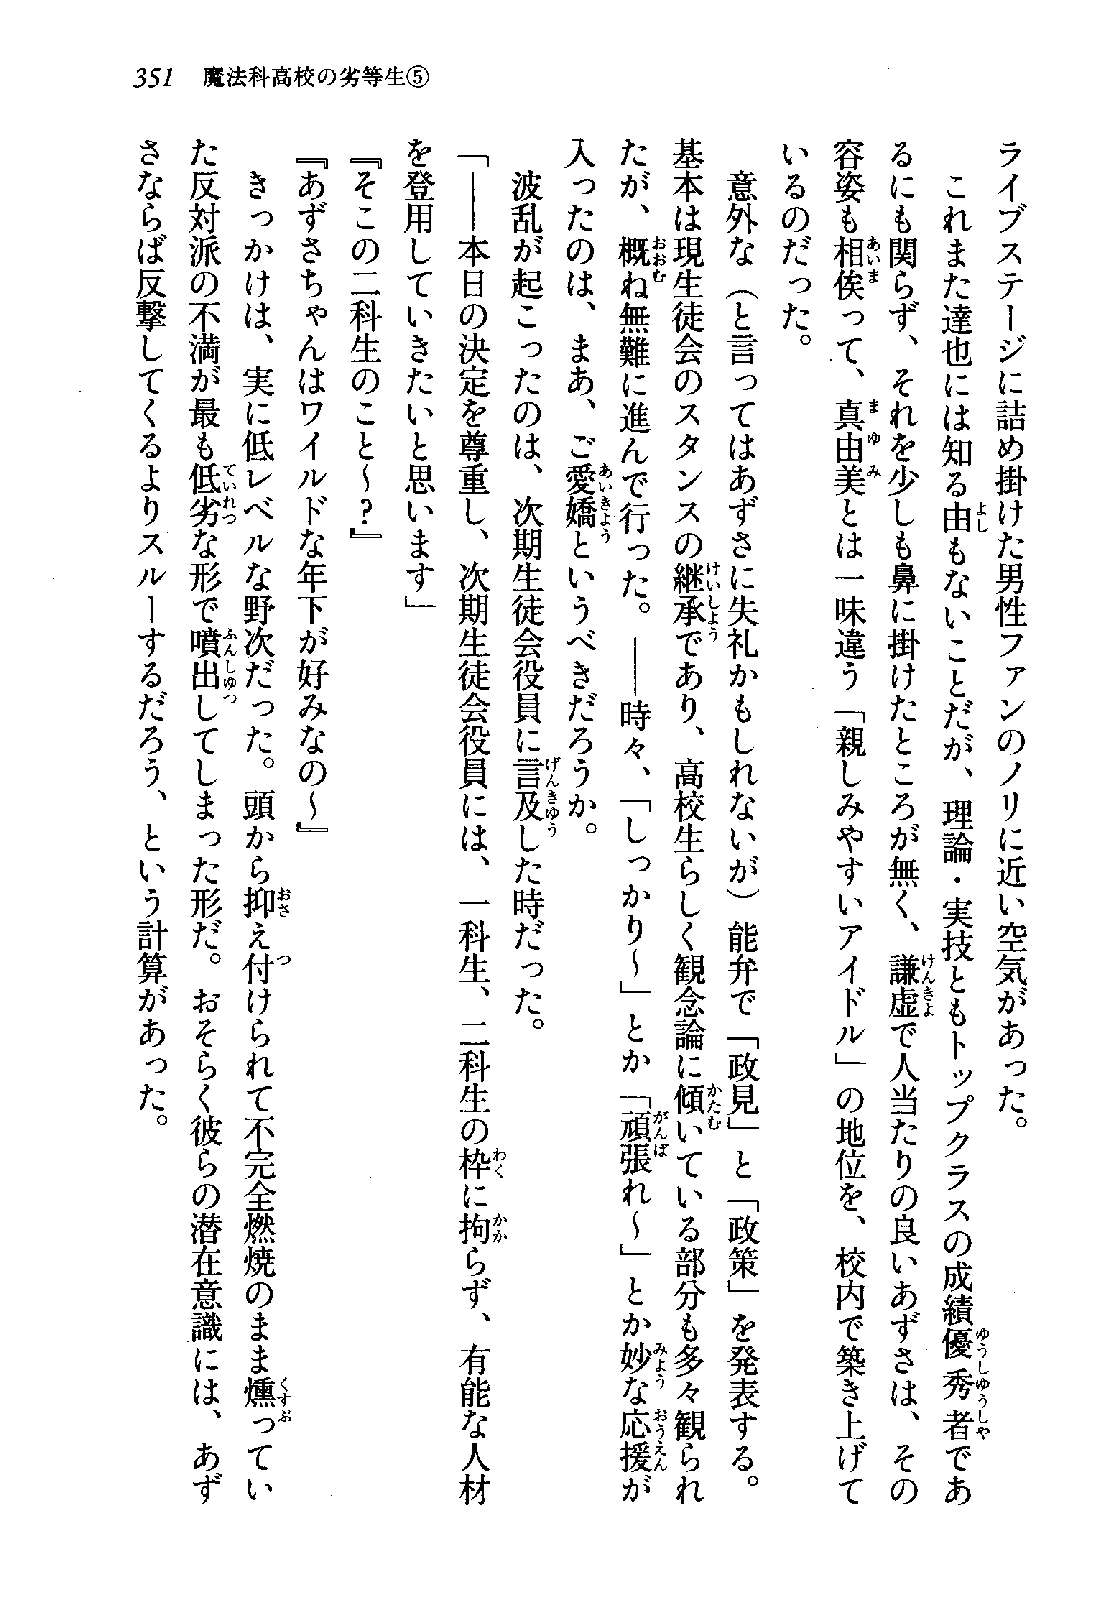 351 魔法科高校の劣等生⑤
ライブステージに詰め掛けた男性ファンのノリに近い空気があった。
これまた達也には知る由もないことだが、理論・実技ともトップクラスの成績優秀者であ
るにも関らず、それを少しも鼻に掛けたところが無く、謙虚で人当たりの良いあずさは、その
容姿も相俟って、真由美とは一味違う「親しみやすいアイドル」の地位を、校内で築き上げて
いるのだった。
意外な（と言ってはあずさに失礼かもしれないが）能弁で「政見」と「政策」を発表する。
基本は現生徒会のスタンスの継承であり、高校生らしく観念論に傾いている部分も多々観られ
たが、概ね無難に進んで行った。――時々、「しっかり～」とか「頑張れ～」とか妙な応援が
入ったのは、まあ、ご愛嬌というべきだろうか。
波乱が起こったのは、次期生徒会役員に言及した時だった。
「――本日の決定を尊重し、次期生徒会役員には、一科生、二科生の枠に拘らず、有能な人材
を登用していきたいと思います」
『そこの二科生のこと～？』
『あずさちゃんはワイルドな年下が好みなの～』
きっかけは、実に低レベルな野次だった。頭から抑え付けられて不完全燃焼のまま燻ってい
た反対派の不満が最も低劣な形で噴出してしまった形だ。おそらく彼らの潜在意識には、あず
さならば反撃してくるよりスルーするだろう、という計算があった。